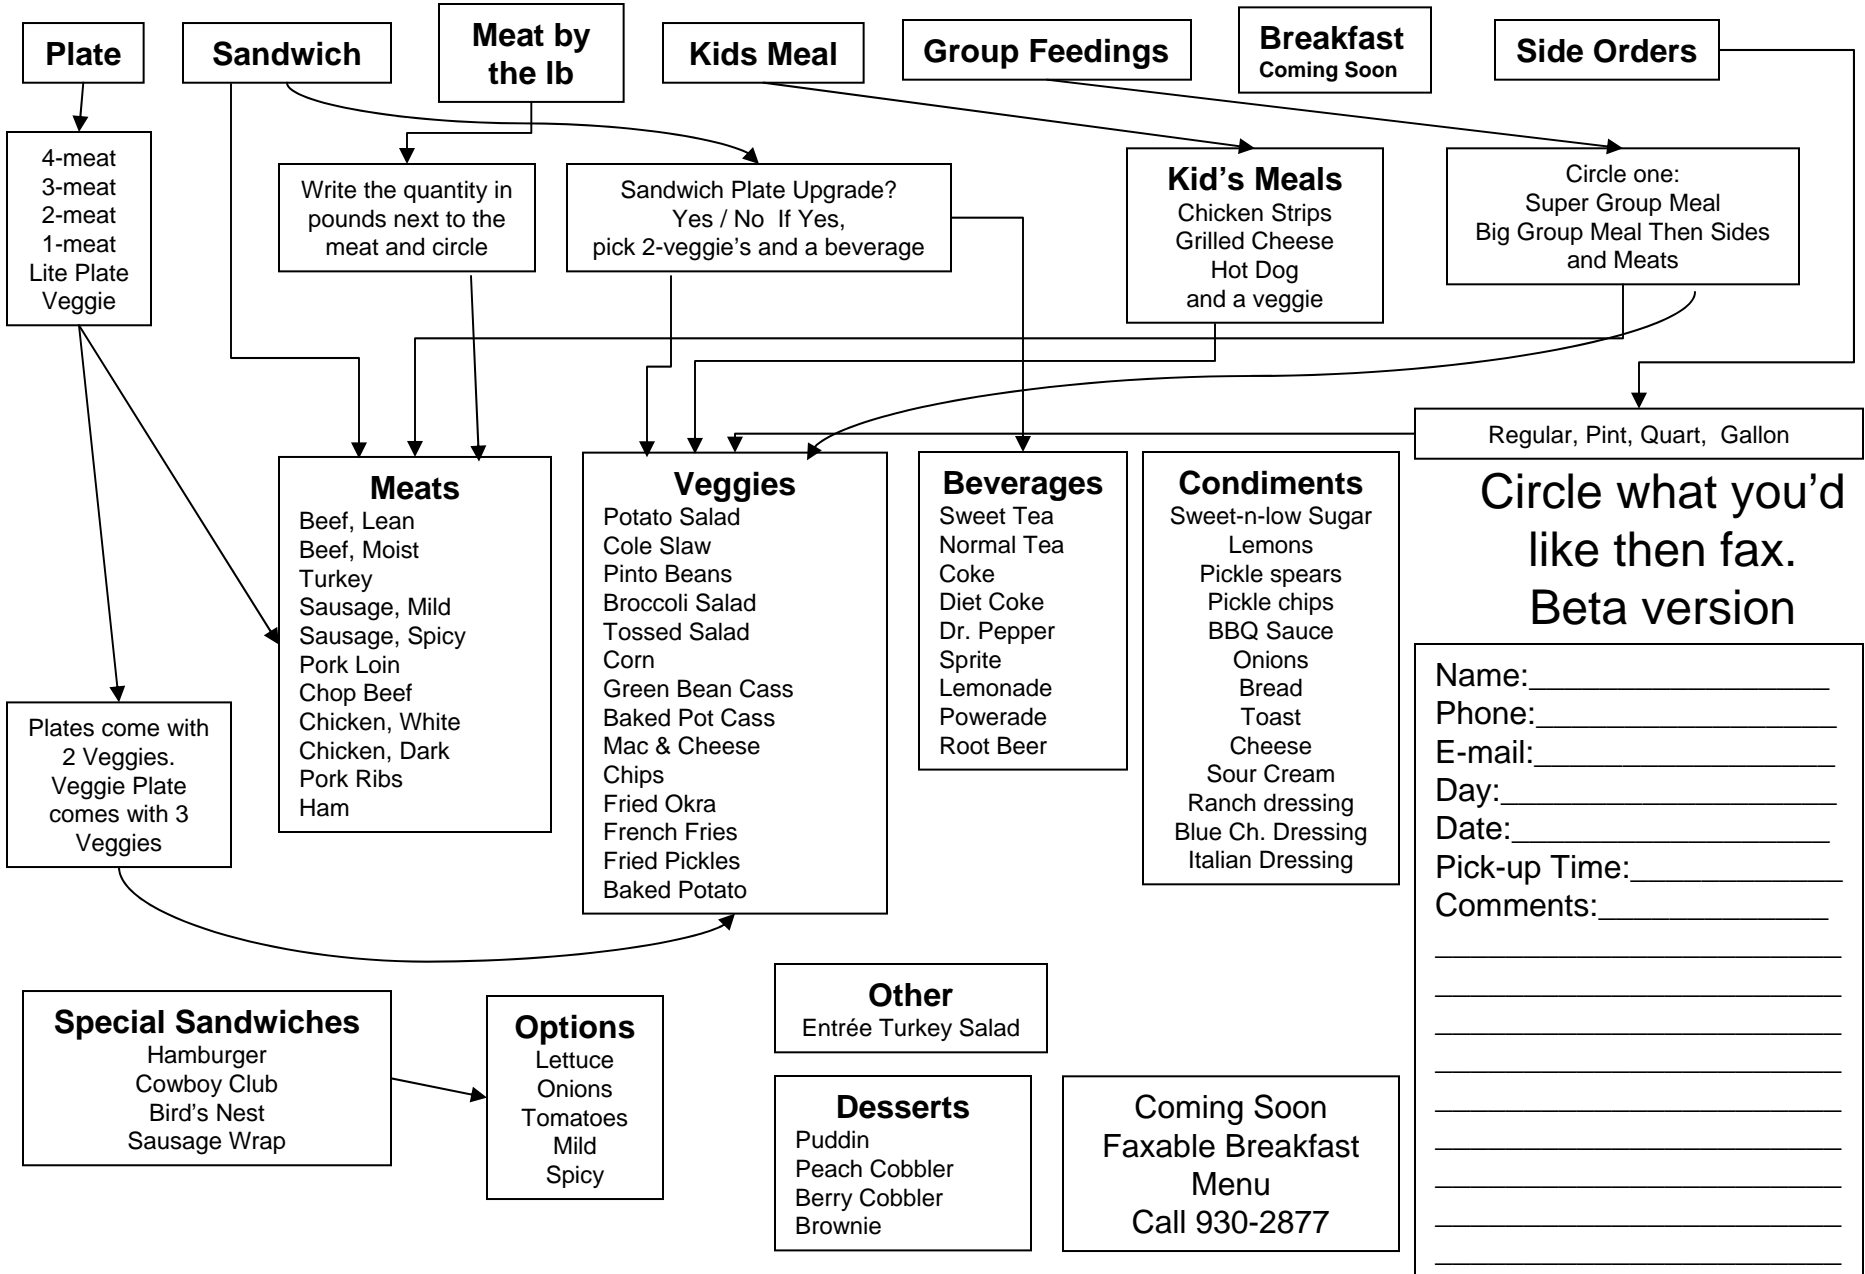 Plate
Sandwich
Meat by
the lb
Kids Meal
Group Feedings
Breakfast
Coming Soon
Side Orders
4-meat
3-meat
2-meat
1-meat
Lite Plate
Veggie
Write the quantity in
pounds next to the
meat and circle
Sandwich Plate Upgrade?
Yes / No If Yes,
pick 2-veggie's and a beverage
Kid's Meals
Chicken Strips
Grilled Cheese
Hot Dog
and a veggie
Circle one:
Super Group Meal
Big Group Meal Then Sides
and Meats
Regular, Pint, Quart, Gallon
Meats
Beef, Lean
Beef, Moist
Turkey
Sausage, Mild
Sausage, Spicy
Pork Loin
Chop Beef
Chicken, White
Chicken, Dark
Pork Ribs
Ham
Veggies
Potato Salad
Cole Slaw
Pinto Beans
Broccoli Salad
Tossed Salad
Corn
Green Bean Cass
Baked Pot Cass
Mac & Cheese
Chips
Fried Okra
French Fries
Fried Pickles
Baked Potato
Beverages
Sweet Tea
Normal Tea
Coke
Diet Coke
Dr. Pepper
Sprite
Lemonade
Powerade
Root Beer
Condiments
Sweet-n-low Sugar
Lemons
Pickle spears
Pickle chips
BBQ Sauce
Onions
Bread
Toast
Cheese
Sour Cream
Ranch dressing
Blue Ch. Dressing
Italian Dressing
Circle what you'd
like then fax.
Beta version
Name:
Phone:
E-mail:
Day:
Date:
Pick-up Time:
Comments:
Plates come with
2 Veggies.
Veggie Plate
comes with 3
Veggies
Special Sandwiches
Hamburger
Cowboy Club
Bird's Nest
Sausage Wrap
Options
Lettuce
Onions
Tomatoes
Mild
Spicy
Other
Entrée Turkey Salad
Desserts
Puddin
Peach Cobbler
Berry Cobbler
Brownie
Coming Soon
Faxable Breakfast
Menu
Call 930-2877